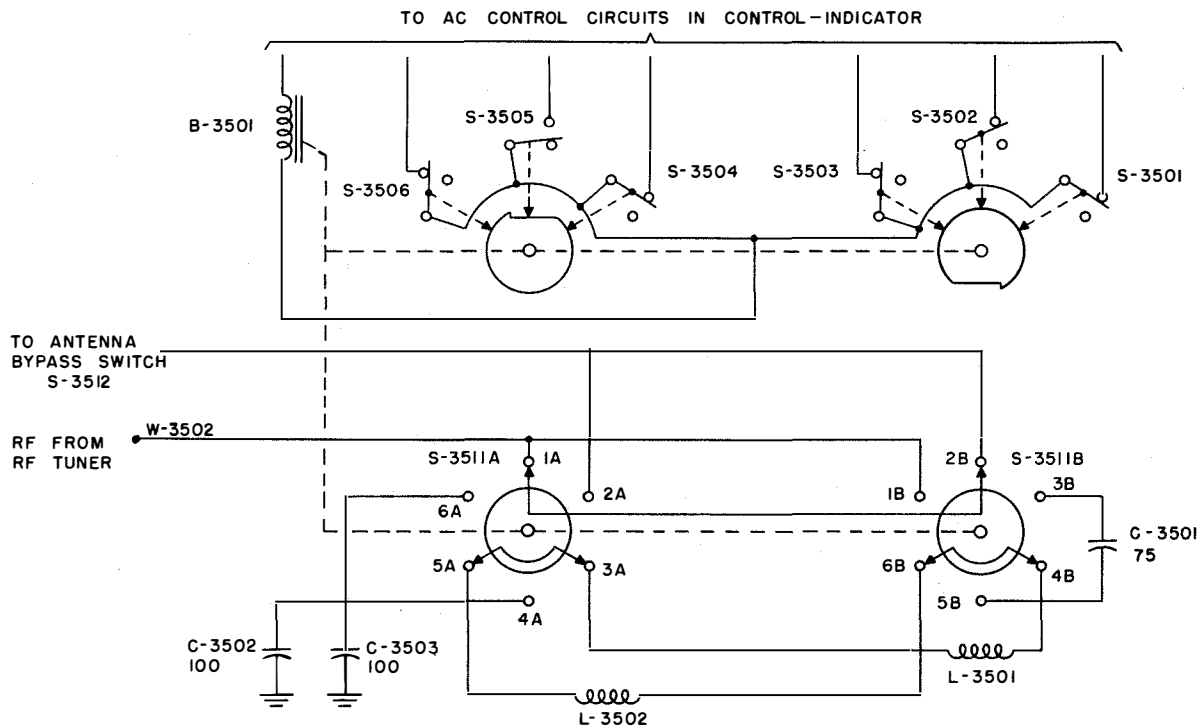 TO AC CONTROL CIRCUITS IN CONTROL-INDICATOR
B-3501
S-3505
S-3502
S-3506
S-3504
S-3503
S-3501
TO ANTENNA
BYPASS SWITCH
S-3512
RF FROM
RF TUNER
W-3502
S-3511A
1A
2A
6A
5A
3A
4A
2B
S-3511B
1B
3B
6B
4B
5B
C-3501
75
C-3502
100
C-3503
100
L-3501
L-3502